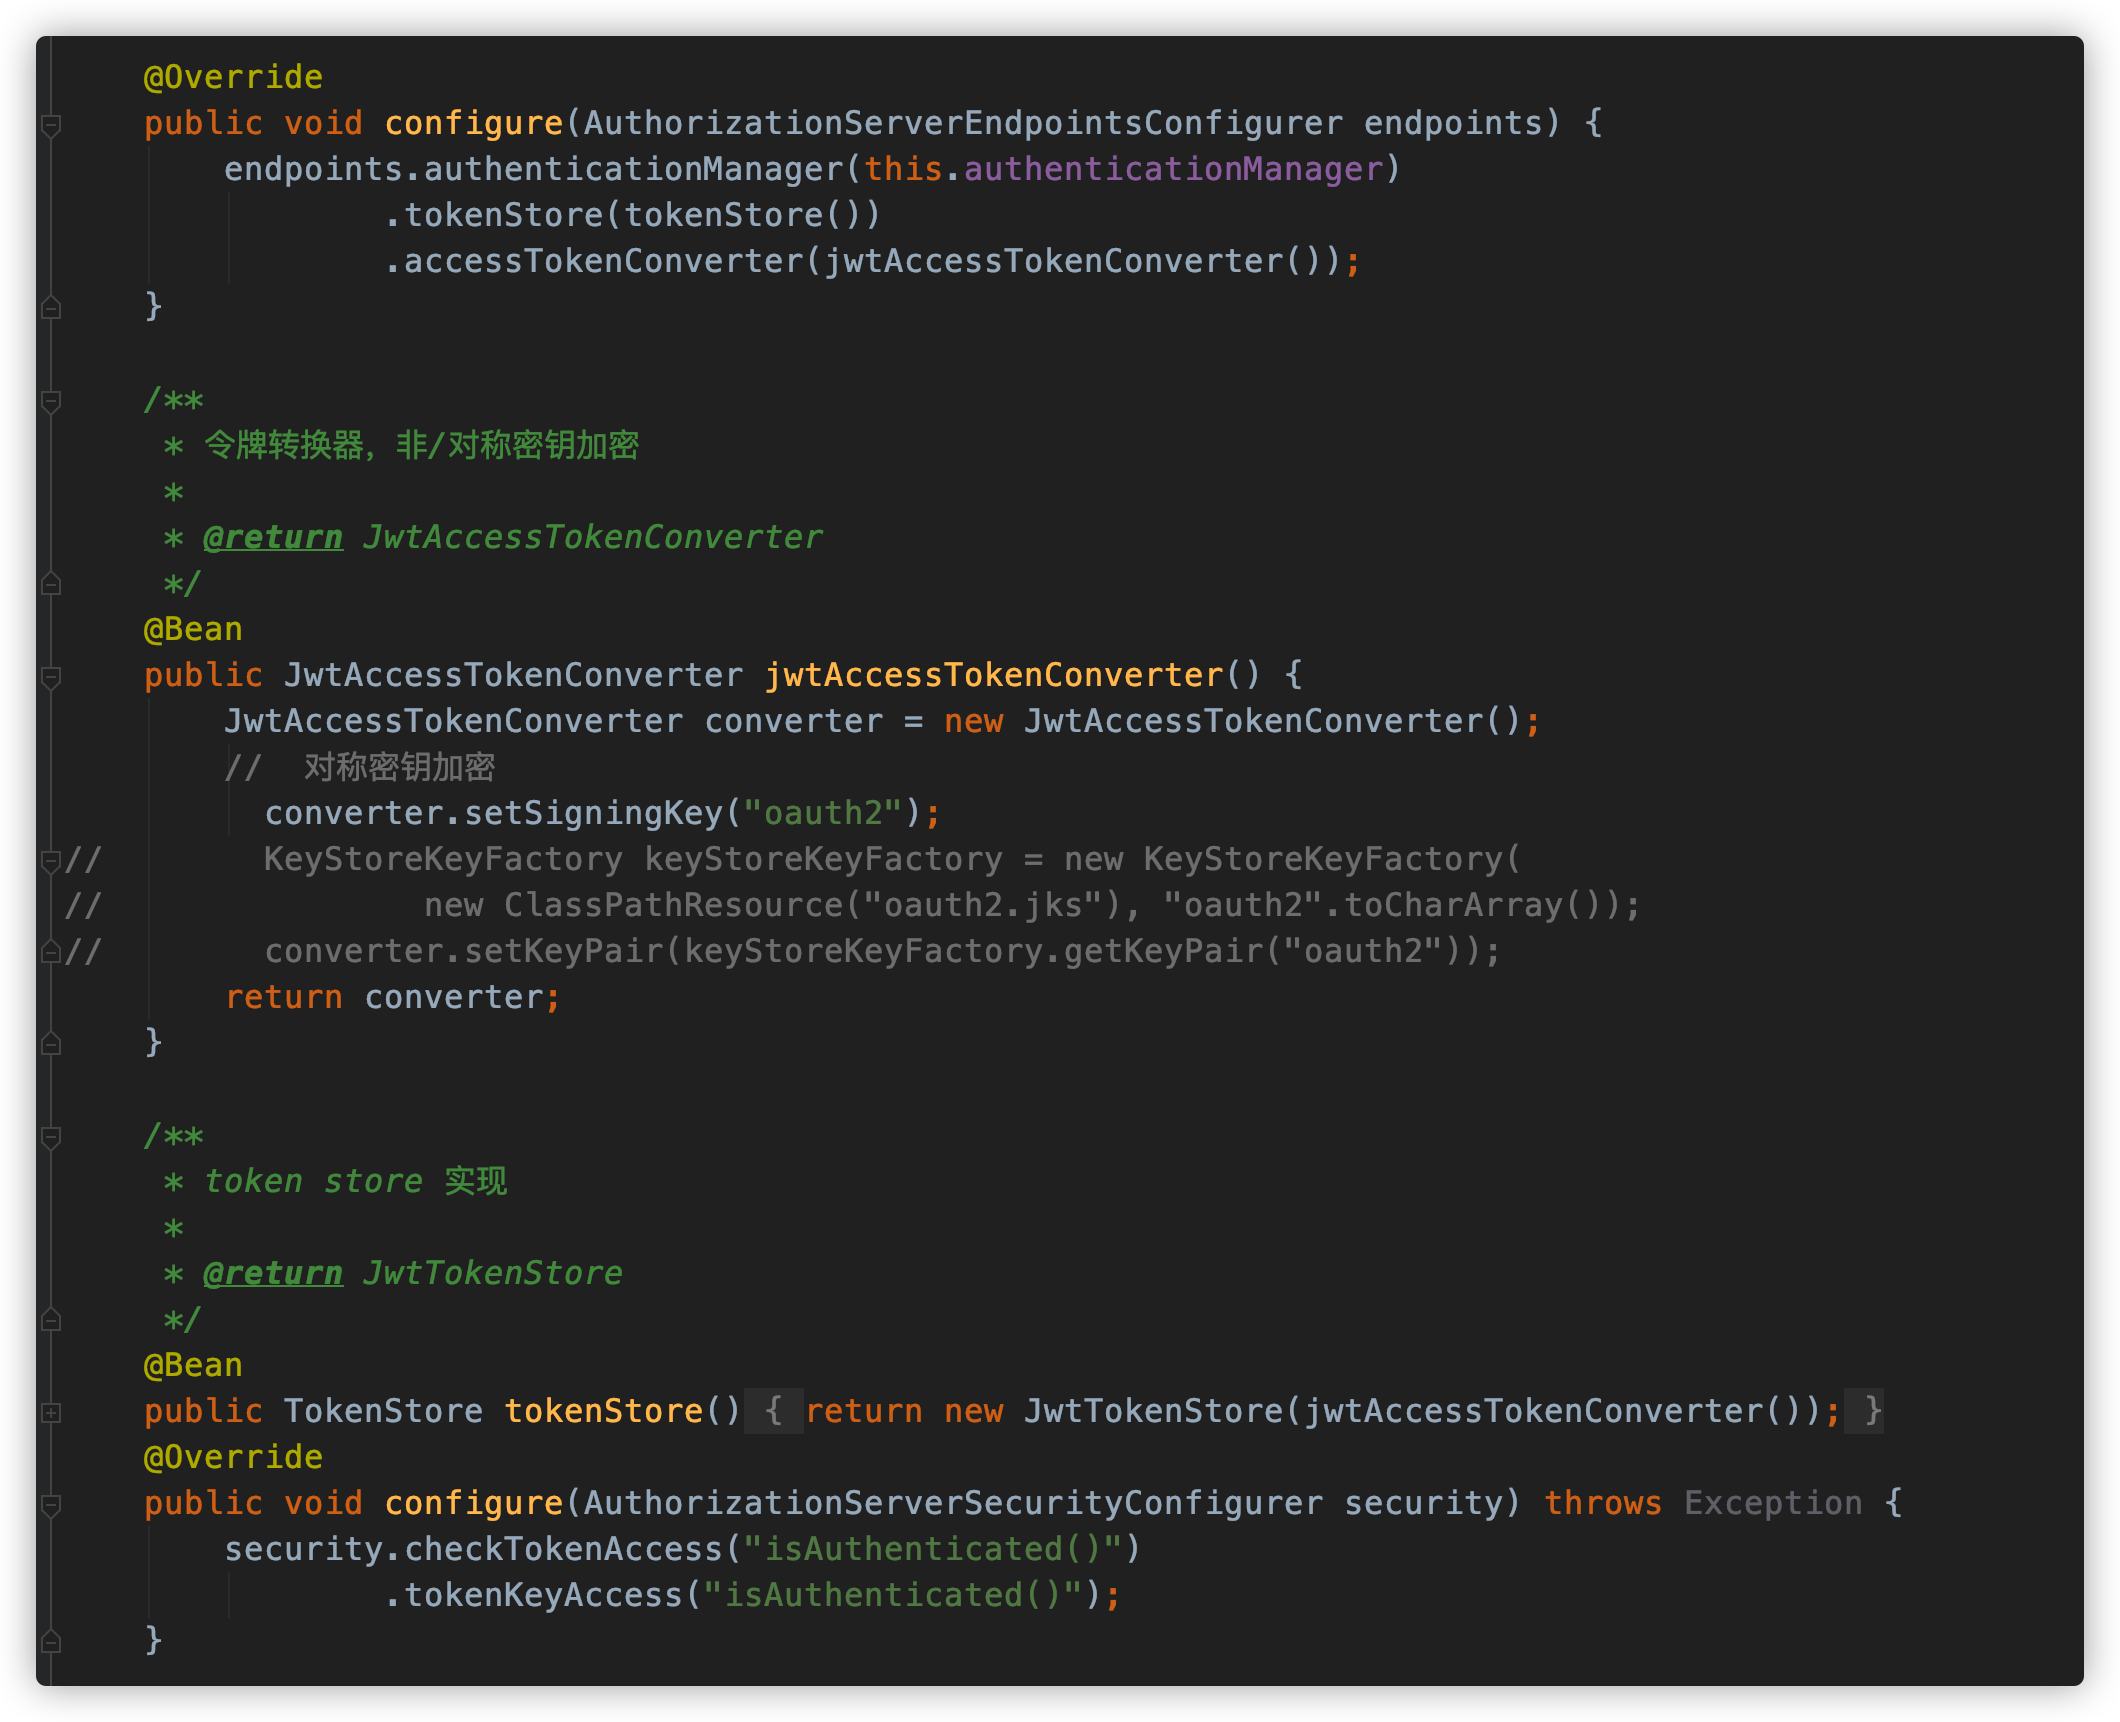 @Override
public void configure(AuthorizationServerEndpointsConfigurer endpoints) {
    endpoints.authenticationManager(this.authenticationManager)
            .tokenStore(tokenStore())
            .accessTokenConverter(jwtAccessTokenConverter());
}
/**
 * 令牌转换器，非/对称密钥加密
 *
 * @return JwtAccessTokenConverter
 */
@Bean
public JwtAccessTokenConverter jwtAccessTokenConverter() {
    JwtAccessTokenConverter converter = new JwtAccessTokenConverter();
    //  对称密钥加密
      converter.setSigningKey("oauth2");
//        KeyStoreKeyFactory keyStoreKeyFactory = new KeyStoreKeyFactory(
//                new ClassPathResource("oauth2.jks"), "oauth2".toCharArray());
//        converter.setKeyPair(keyStoreKeyFactory.getKeyPair("oauth2"));
    return converter;
}
/**
 * token store 实现
 *
 * @return JwtTokenStore
 */
@Bean
public TokenStore tokenStore() { return new JwtTokenStore(jwtAccessTokenConverter()); }
@Override
public void configure(AuthorizationServerSecurityConfigurer security) throws Exception {
    security.checkTokenAccess("isAuthenticated()")
            .tokenKeyAccess("isAuthenticated()");
}